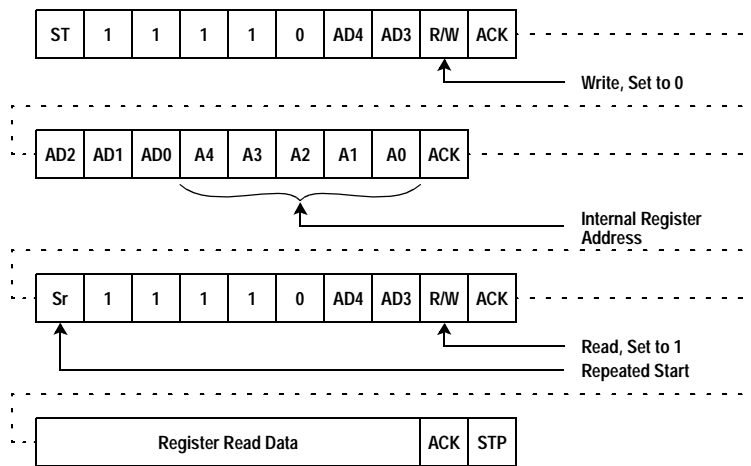 ST 1 1 1 1 0 AD4 AD3 R/W ACK
Write, Set to 0
AD2 AD1 AD0 A4 A3 A2 A1 A0 ACK
Internal Register
Address
Sr 1 1 1 1 0 AD4 AD3 R/W ACK
Read, Set to 1
Repeated Start
Register Read Data ACK STP